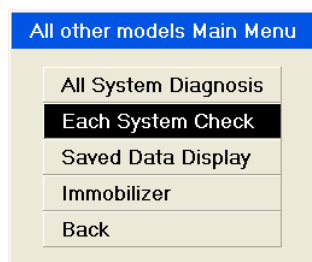 All other models Main Menu
All System Diagnosis
Each System Check
Saved Data Display
Immobilizer
Back